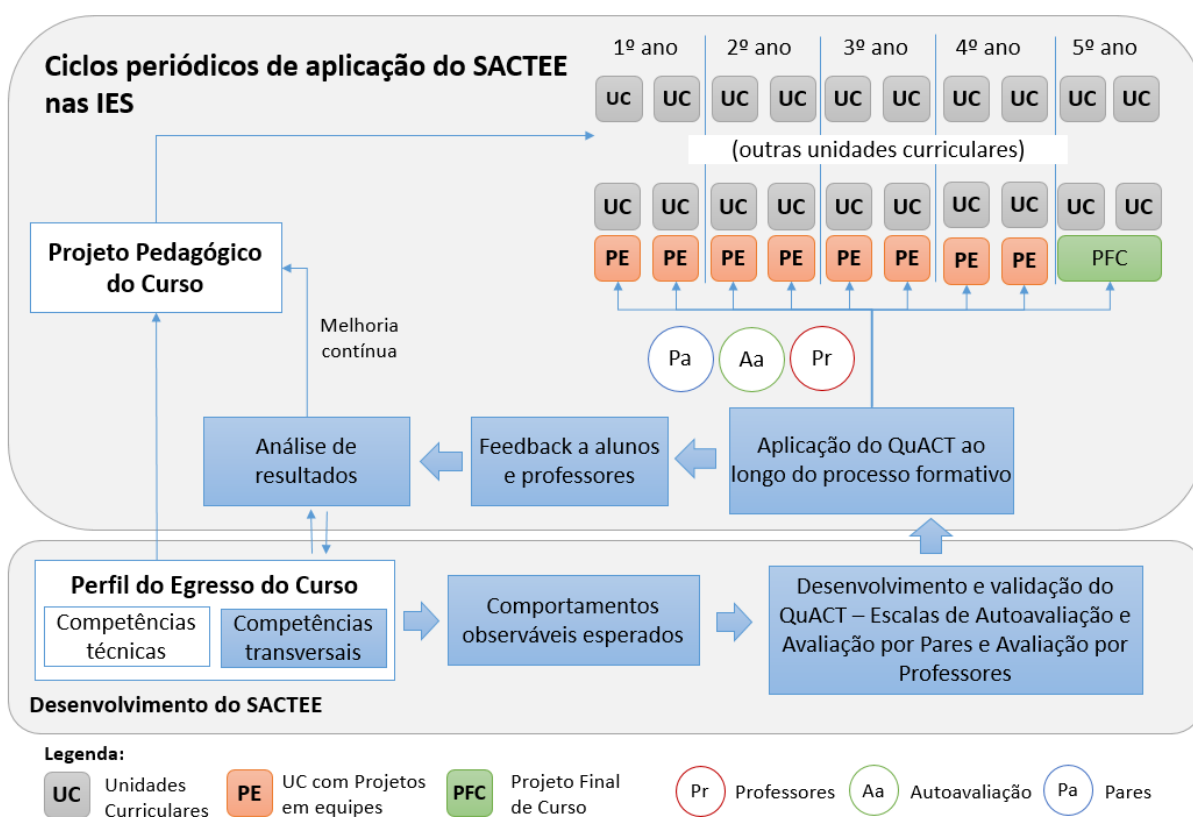 Ciclos periódicos de aplicação do SACTEE
nas IES
1º ano 2º ano 3º ano 4º ano 5º ano
UC UC UC UC UC UC UC UC UC UC
(outras unidades curriculares)
UC UC UC UC UC UC UC UC UC UC
PE PE PE PE PE PE PE PE PFC
Projeto Pedagógico
do Curso
Melhoria
contínua
Pa Aa Pr
Análise de
resultados
Feedback a alunos
e professores
Aplicação do QuACT ao
longo do processo formativo
Perfil do Egresso do Curso
Competências
técnicas
Competências
transversais
Comportamentos
observáveis esperados
Desenvolvimento e validação do
QuACT – Escalas de Autoavaliação e
Avaliação por Pares e Avaliação por
Professores
Desenvolvimento do SACTEE
Legenda:
UC Unidades
Curriculares
PE UC com Projetos
em equipes
PFC Projeto Final
de Curso
Pr Professores
Aa Autoavaliação
Pa Pares